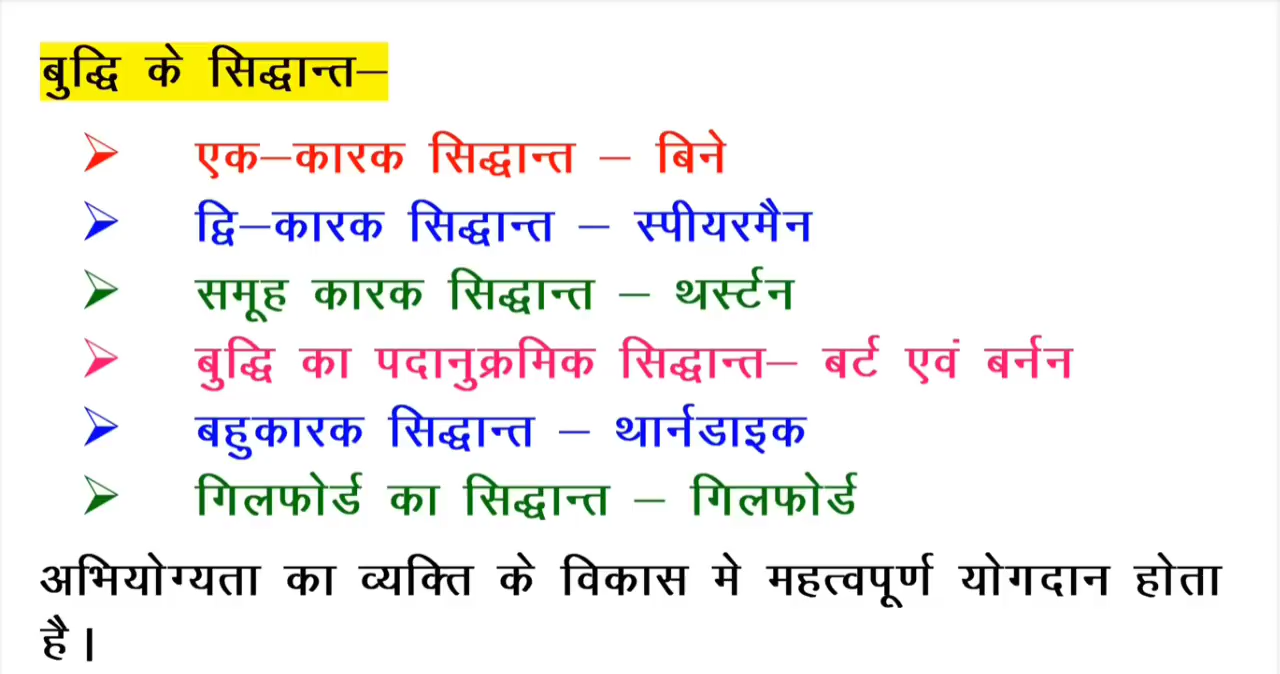 बुद्धि के सिद्धान्त–
एक–कारक सिद्धान्त – बिने
द्वि–कारक सिद्धान्त – स्पीयरमैन
समूह कारक सिद्धान्त – थर्स्टन
बुद्धि का पदानुक्रमिक सिद्धान्त– बर्ट एवं बर्नन
बहुकारक सिद्धान्त – थार्नडाइक
गिलफोर्ड का सिद्धान्त – गिलफोर्ड
अभियोग्यता का व्यक्ति के विकास मे महत्वपूर्ण योगदान होता
है।